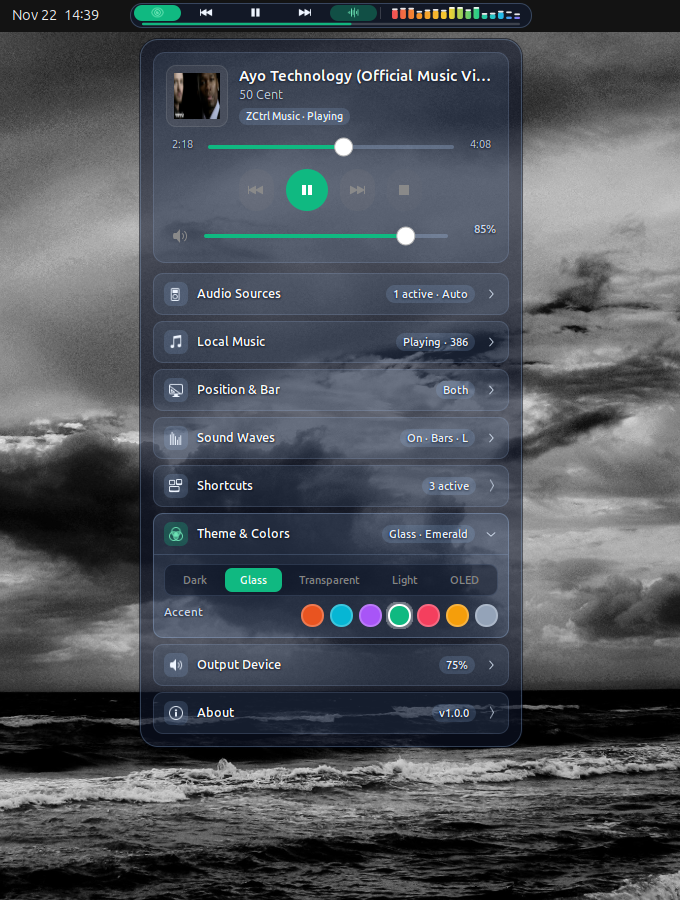 Nov 22 14:39
Ayo Technology (Official Music Vi...
50 Cent
ZCtrl Music · Playing
2:18
4:08
85%
Audio Sources
1 active · Auto
Local Music
Playing · 386
Position & Bar
Both
Sound Waves
On · Bars · L
Shortcuts
3 active
Theme & Colors
Glass · Emerald
Dark Glass Transparent Light OLED
Accent
Output Device
75%
About
v1.0.0